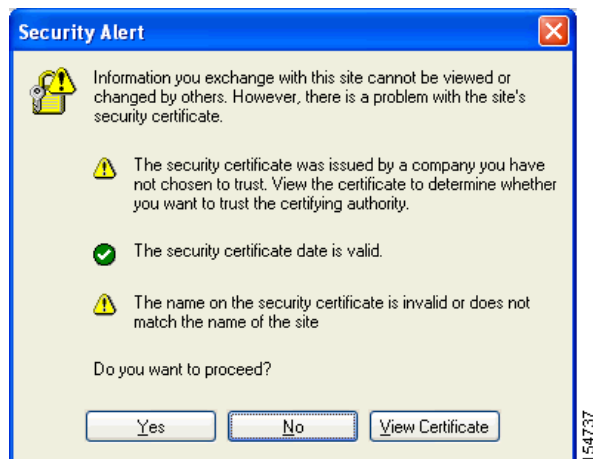 Security Alert
Information you exchange with this site cannot be viewed or
changed by others. However, there is a problem with the site's
security certificate.
The security certificate was issued by a company you have
not chosen to trust. View the certificate to determine whether
you want to trust the certifying authority.
The security certificate date is valid.
The name on the security certificate is invalid or does not
match the name of the site
Do you want to proceed?
Yes No View Certificate
154737